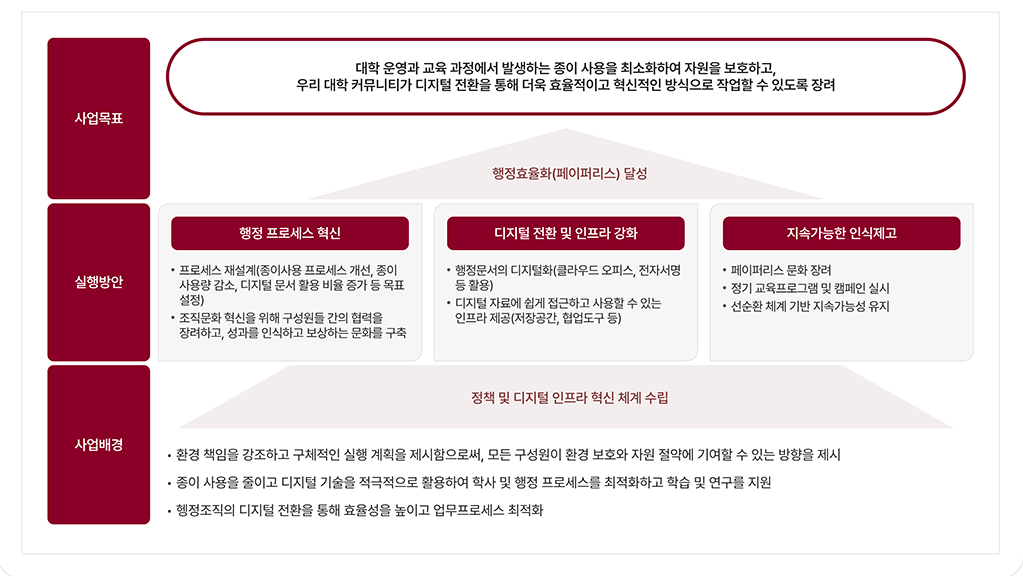 사업목표
대학 운영과 교육 과정에서 발생하는 종이 사용을 최소화하여 자원을 보호하고,
우리 대학 커뮤니티가 디지털 전환을 통해 더욱 효율적이고 혁신적인 방식으로 작업할 수 있도록 장려
행정효율화(페이퍼리스) 달성
실행방안
행정 프로세스 혁신
• 프로세스 재설계(종이사용 프로세스 개선, 종이
사용량 감소, 디지털 문서 활용 비율 증가 등 목표
설정)
• 조직문화 혁신을 위해 구성원들 간의 협력을
장려하고, 성과를 인식하고 보상하는 문화를 구축
디지털 전환 및 인프라 강화
• 행정문서의 디지털화(클라우드 오피스, 전자서명
등 활용)
• 디지털 자료에 쉽게 접근하고 사용할 수 있는
인프라 제공(저장공간, 협업도구 등)
지속가능한 인식제고
• 페이퍼리스 문화 장려
• 정기 교육프로그램 및 캠페인 실시
• 선순환 체계 기반 지속가능성 유지
사업배경
정책 및 디지털 인프라 혁신 체계 수립
• 환경 책임을 강조하고 구체적인 실행 계획을 제시함으로써, 모든 구성원이 환경 보호와 자원 절약에 기여할 수 있는 방향을 제시
• 종이 사용을 줄이고 디지털 기술을 적극적으로 활용하여 학사 및 행정 프로세스를 최적화하고 학습 및 연구를 지원
• 헹정조직의 디지털 전환을 통해 효율성을 높이고 업무프로세스 최적화